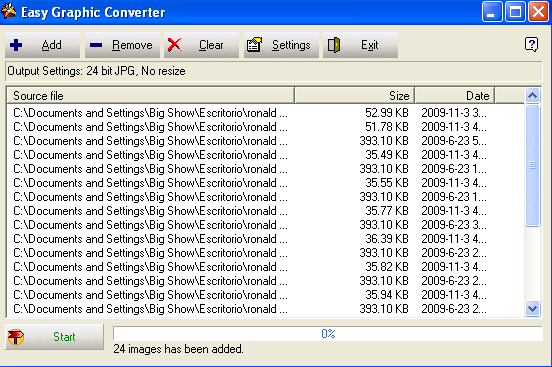 Easy Graphic Converter
Add Remove Clear Settings Exit ?
Output Settings: 24 bit JPG, No resize
Source file Size Date
C:\Documents and Settings\Big Show\Escritorio\ronald ... 52.99 KB 2009-11-3 3...
C:\Documents and Settings\Big Show\Escritorio\ronald ... 51.78 KB 2009-11-3 4...
C:\Documents and Settings\Big Show\Escritorio\ronald ... 393.10 KB 2009-6-23 5...
C:\Documents and Settings\Big Show\Escritorio\ronald ... 35.49 KB 2009-11-3 4...
C:\Documents and Settings\Big Show\Escritorio\ronald ... 393.10 KB 2009-6-23 1...
C:\Documents and Settings\Big Show\Escritorio\ronald ... 35.55 KB 2009-11-3 4...
C:\Documents and Settings\Big Show\Escritorio\ronald ... 393.10 KB 2009-6-23 1...
C:\Documents and Settings\Big Show\Escritorio\ronald ... 35.77 KB 2009-11-3 4...
C:\Documents and Settings\Big Show\Escritorio\ronald ... 393.10 KB 2009-6-23 1...
C:\Documents and Settings\Big Show\Escritorio\ronald ... 36.39 KB 2009-11-3 4...
C:\Documents and Settings\Big Show\Escritorio\ronald ... 393.10 KB 2009-6-23 2...
C:\Documents and Settings\Big Show\Escritorio\ronald ... 35.82 KB 2009-11-3 4...
C:\Documents and Settings\Big Show\Escritorio\ronald ... 393.10 KB 2009-6-23 2...
C:\Documents and Settings\Big Show\Escritorio\ronald ... 35.94 KB 2009-11-3 4...
C:\Documents and Settings\Big Show\Escritorio\ronald ... 393.10 KB 2009-6-23 2...
Start 0%
24 images has been added.